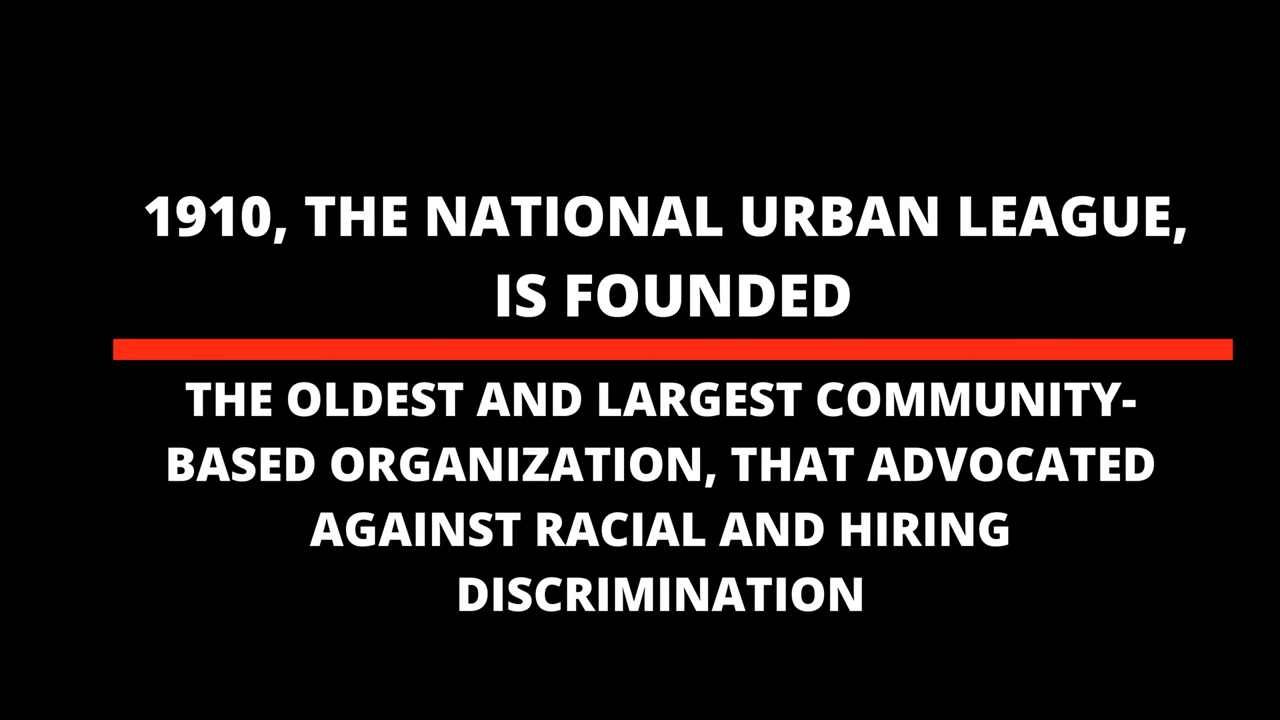 1910, THE NATIONAL URBAN LEAGUE,
IS FOUNDED
THE OLDEST AND LARGEST COMMUNITY-
BASED ORGANIZATION, THAT ADVOCATED
AGAINST RACIAL AND HIRING
DISCRIMINATION